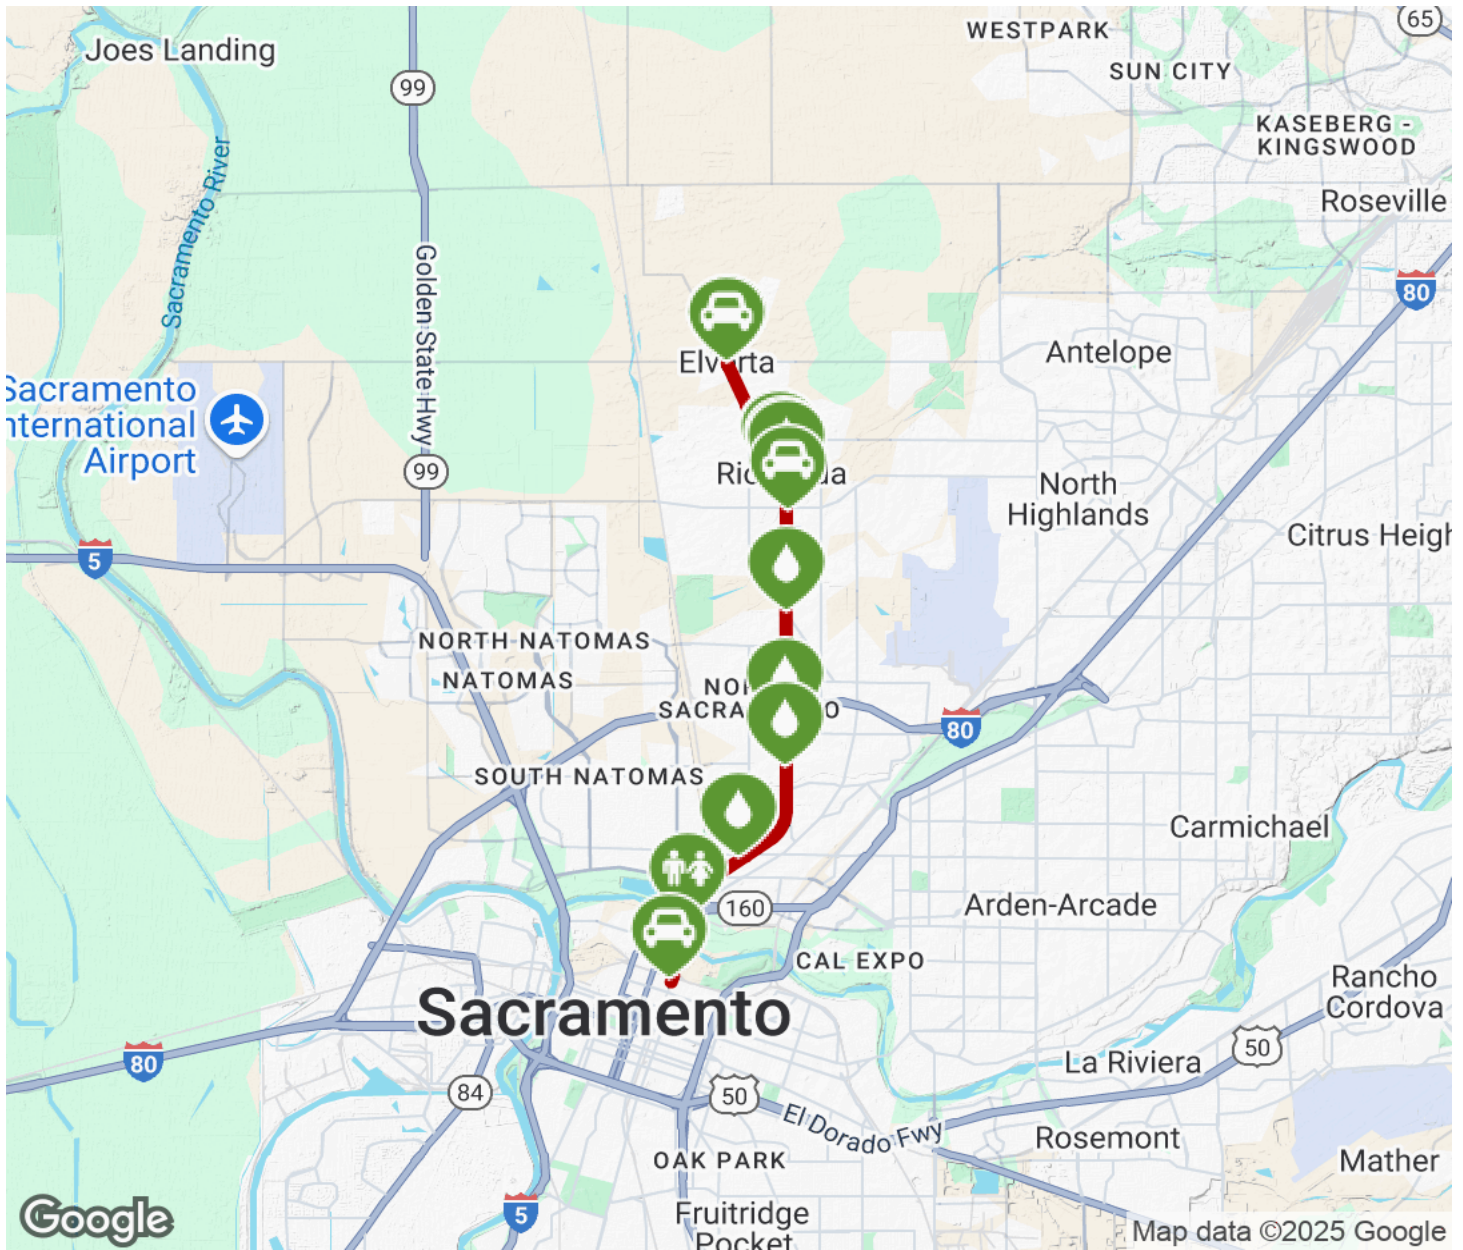 65
WESTPARK
Joes Landing
SUN CITY
99
KASEBERG -
KINGSWOOD
Roseville
Sacramento River
Golden State Hwy
80
Antelope
Elverta
Sacramento
nternational
Airport
99
North
Highlands
Citrus Heigh
5
NORTH NATOMAS
NATOMAS
80
SOUTH NATOMAS
Carmichael
160
Arden-Arcade
CAL EXPO
Rancho
Cordova
Sacramento
80
50
La Riviera
84
50
El Dorado Fwy
Rosemont
OAK PARK
Mather
Google
5
Fruitridge
Pocket
Map data ©2025 Google